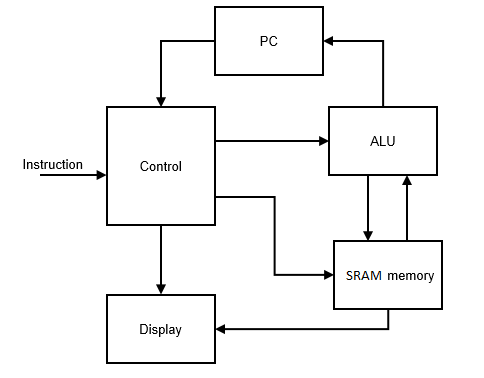 PC
ALU
Instruction
Control
SRAM memory
Display